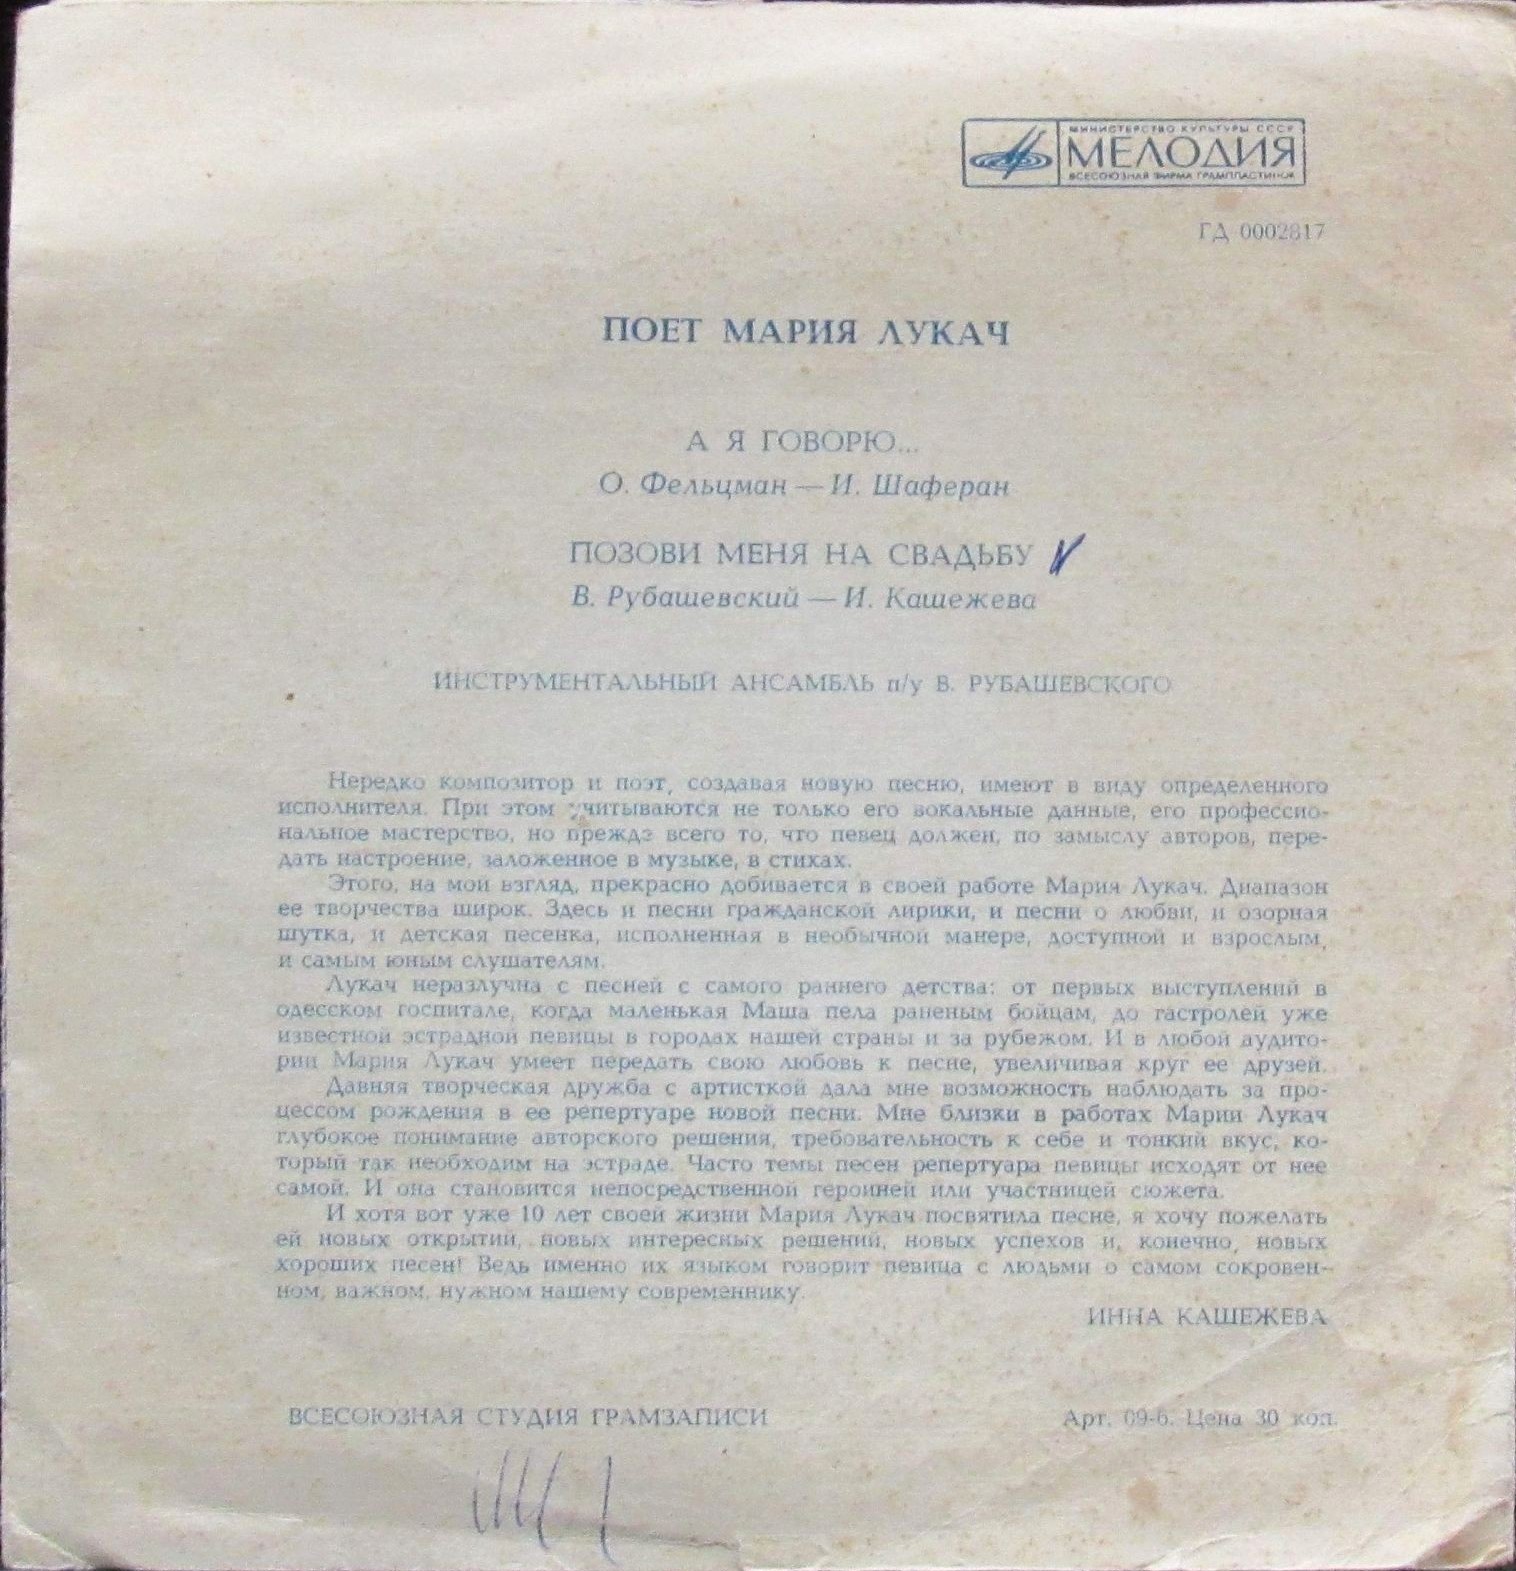 МИНИСТЕРСТВО КУЛЬТУРЫ СССР
МЕЛОДИЯ
ВСЕСОЮЗНАЯ ФИРМА ГРАМПЛАСТИНОК
ГД 0002817
ПОЕТ МАРИЯ ЛУКАЧ
А Я ГОВОРЮ...
О. Фельцман — И. Шаферан
ПОЗОВИ МЕНЯ НА СВАДЬБУ
В. Рубашевский — И. Кашежева
ИНСТРУМЕНТАЛЬНЫЙ АНСАМБЛЬ п/у В. РУБАШЕВСКОГО
Нередко композитор и поэт, создавая новую песню, имеют в виду определенного
исполнителя. При этом учитываются не только его вокальные данные, его профессио-
нальное мастерство, но прежде всего то, что певец должен, по замыслу авторов, пере-
дать настроение, заложенное в музыке, в стихах.
Этого, на мой взгляд, прекрасно добивается в своей работе Мария Лукач. Диапазон
ее творчества широк. Здесь и песни гражданской лирики, и песни о любви, и озорная
шутка, и детская песенка, исполненная в необычной манере, доступной и взрослым,
и самым юным слушателям.
Лукач неразлучна с песней с самого раннего детства: от первых выступлений в
одесском госпитале, когда маленькая Маша пела раненым бойцам, до гастролей уже
известной эстрадной певицы в городах нашей страны и за рубежом. И в любой аудито-
рии Мария Лукач умеет передать свою любовь к песне, увеличивая круг ее друзей.
Давняя творческая дружба с артисткой дала мне возможность наблюдать за про-
цессом рождения в ее репертуаре новой песни. Мне близки в работах Марии Лукач
глубокое понимание авторского решения, требовательность к себе и тонкий вкус, ко-
торый так необходим на эстраде. Часто темы песен репертуара певицы исходят от нее
самой. И она становится непосредственной героиней или участницей сюжета.
И хотя вот уже 10 лет своей жизни Мария Лукач посвятила песне, я хочу пожелать
ей новых открытий, новых интересных решений, новых успехов и, конечно, новых
хороших песен! Ведь именно их языком говорит певица с людьми о самом сокровен-
ном, важном, нужном нашему современнику.
ИННА КАШЕЖЕВА
ВСЕСОЮЗНАЯ СТУДИЯ ГРАМЗАПИСИ
Арт. 09-6. Цена 30 коп.